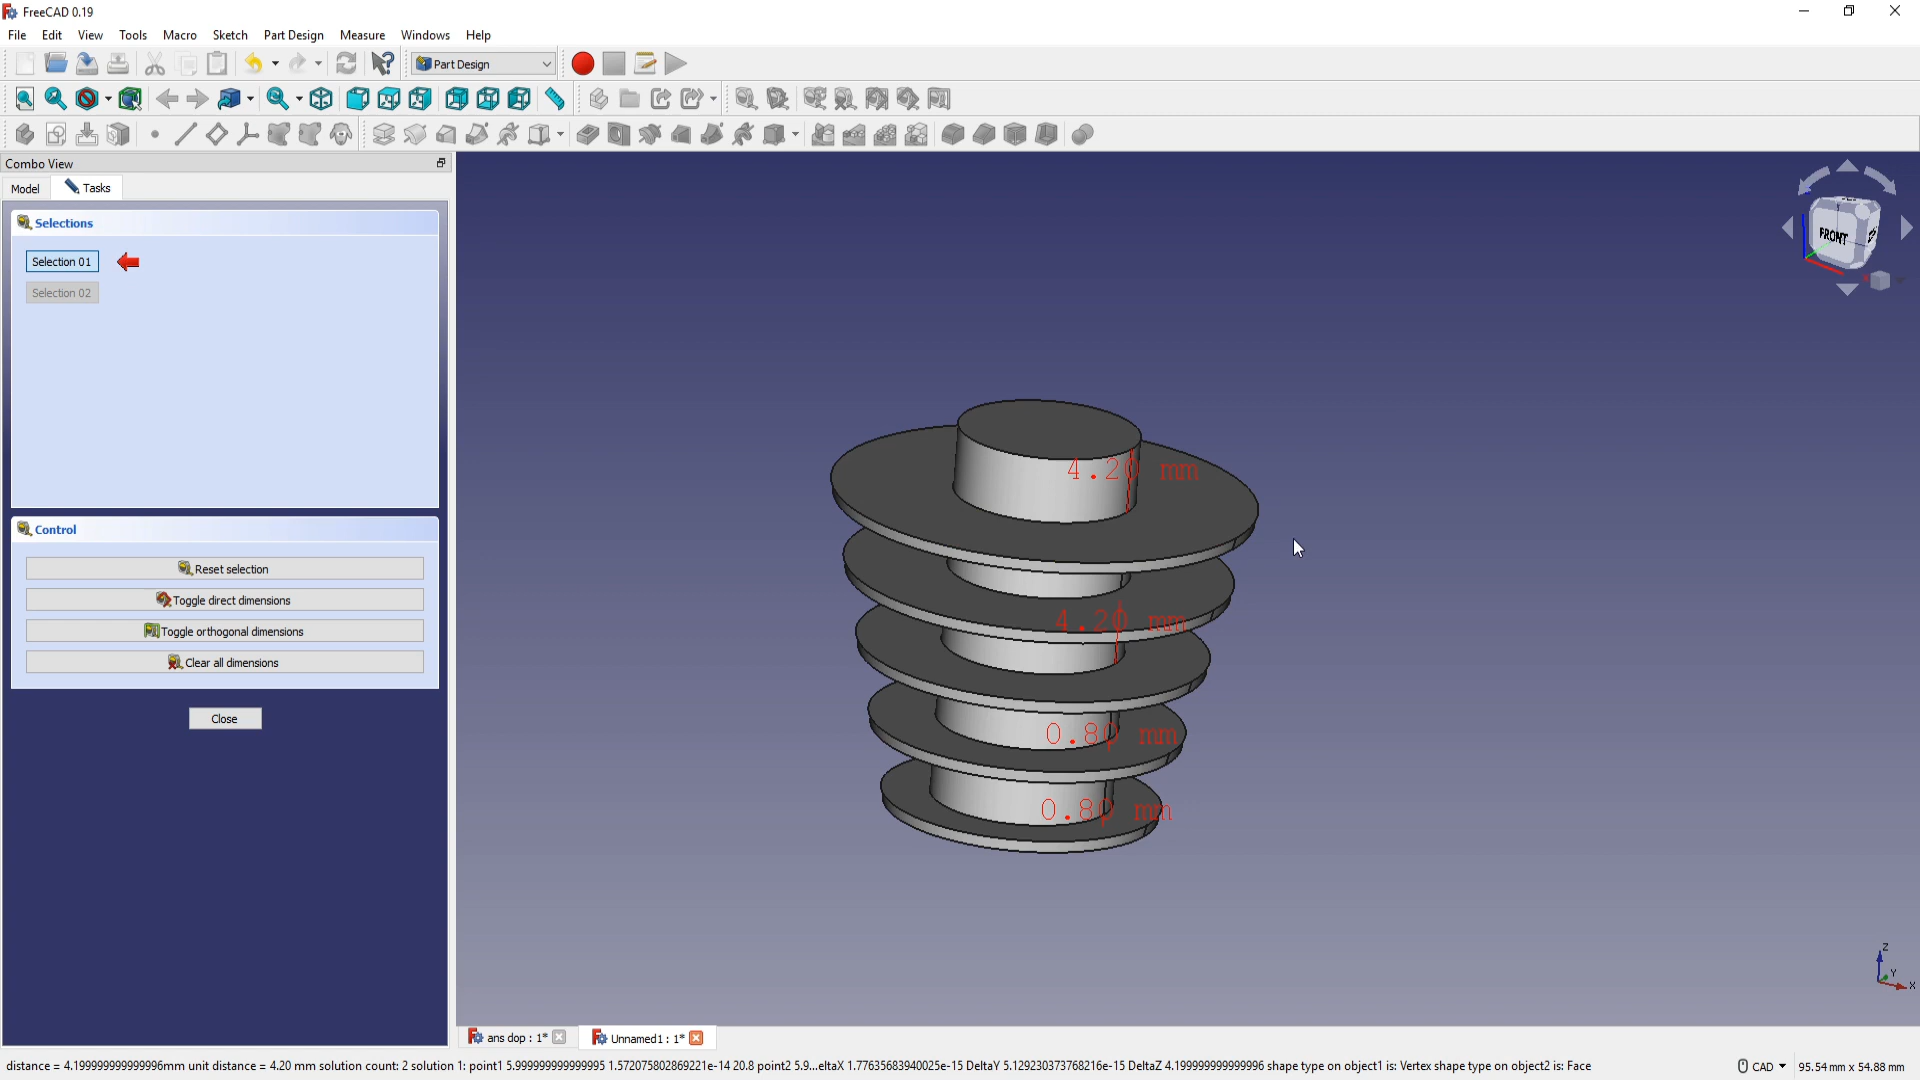 FreeCAD 0.19
File Edit View Tools Macro Sketch Part Design Measure Windows Help
Part Design
Combo View
Model Tasks
Selections
Selection 01
Selection 02
Control
Reset selection
Toggle direct dimensions
Toggle orthogonal dimensions
Clear all dimensions
Close
FRONT
4.20 mm
4.20 mm
0.80 mm
0.80 mm
Z
Y
X
ans dop : 1*
Unnamed1 : 1*
distance = 4.199999999999996mm unit distance = 4.20 mm solution count: 2 solution 1: point1 5.999999999999995 1.572075802869221e-14 20.8 point2 5.9...eltaX 1.77635683940025e-15 DeltaY 5.129230373768216e-15 DeltaZ 4.199999999999996 shape type on object1 is: Vertex shape type on object2 is: Face
CAD
95.54 mm x 54.88 mm